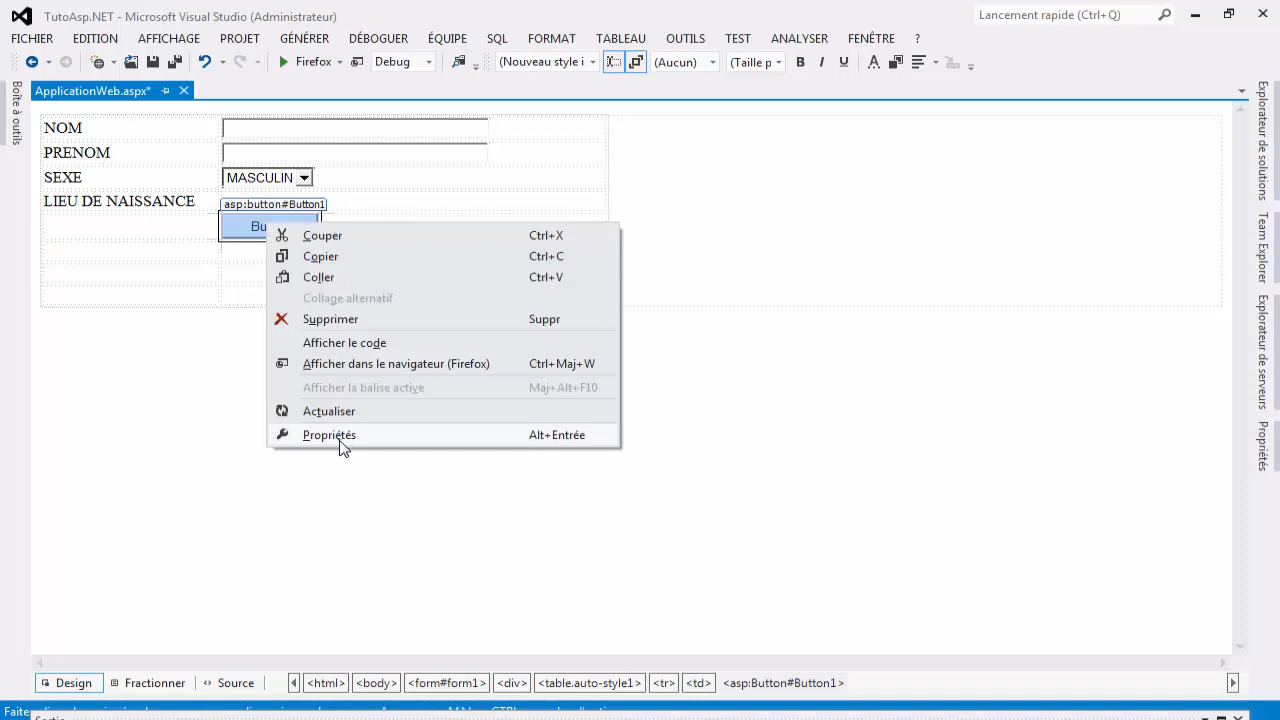 TutoAsp.NET - Microsoft Visual Studio (Administrateur)
Lancement rapide (Ctrl+Q)
FICHIER EDITION AFFICHAGE PROJET GÉNÉRER DÉBOGUER ÉQUIPE SQL FORMAT TABLEAU OUTILS TEST ANALYSER FENÊTRE ?
Firefox Debug (Nouveau style i (Aucun) (Taille p B I U A
ApplicationWeb.aspx*
Boîte à outils
NOM
PRENOM
SEXE MASCULIN
LIEU DE NAISSANCE
asp:button#Button1
Bu
Couper Ctrl+X
Copier Ctrl+C
Coller Ctrl+V
Collage alternatif
Supprimer Suppr
Afficher le code
Afficher dans le navigateur (Firefox) Ctrl+Maj+W
Afficher la balise active Maj+Alt+F10
Actualiser
Propriétés Alt+Entrée
Explorateur de solutions
Team Explorer
Explorateur de serveurs
Propriétés
Design Fractionner Source <html> <body> <form#form1> <div> <table.auto-style1> <tr> <td> <asp:Button#Button1>
Faite